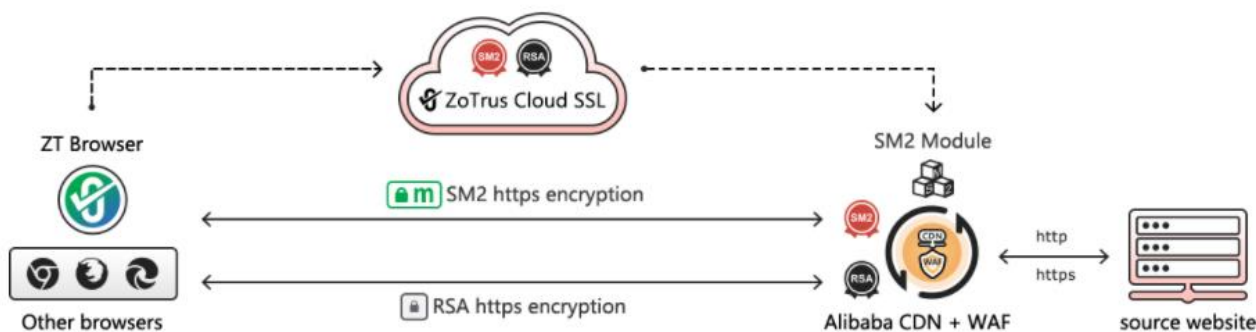 SM2 RSA
ZoTrus Cloud SSL
ZT Browser
SM2 Module
m SM2 https encryption
SM2
CDN
WAF
http
https
RSA
RSA https encryption
Other browsers
Alibaba CDN + WAF
source website